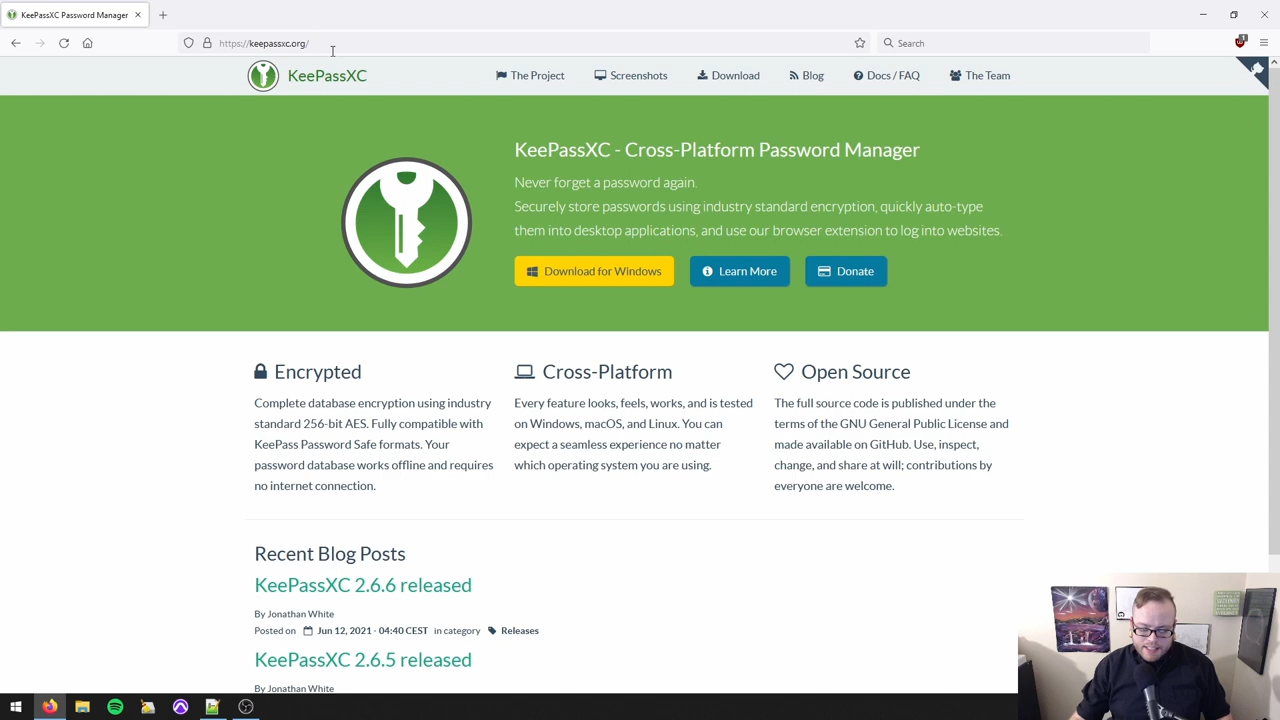 KeePassXC Password Manager
https://keepassxc.org/
Search
1
KeePassXC
The Project
Screenshots
Download
Blog
Docs / FAQ
The Team
KeePassXC - Cross-Platform Password Manager
Never forget a password again.
Securely store passwords using industry standard encryption, quickly auto-type
them into desktop applications, and use our browser extension to log into websites.
Download for Windows
Learn More
Donate
Encrypted
Complete database encryption using industry
standard 256-bit AES. Fully compatible with
KeePass Password Safe formats. Your
password database works offline and requires
no internet connection.
Cross-Platform
Every feature looks, feels, works, and is tested
on Windows, macOS, and Linux. You can
expect a seamless experience no matter
which operating system you are using.
Open Source
The full source code is published under the
terms of the GNU General Public License and
made available on GitHub. Use, inspect,
change, and share at will; contributions by
everyone are welcome.
Recent Blog Posts
KeePassXC 2.6.6 released
By Jonathan White
Posted on Jun 12, 2021 · 04:40 CEST in category Releases
KeePassXC 2.6.5 released
By Jonathan White